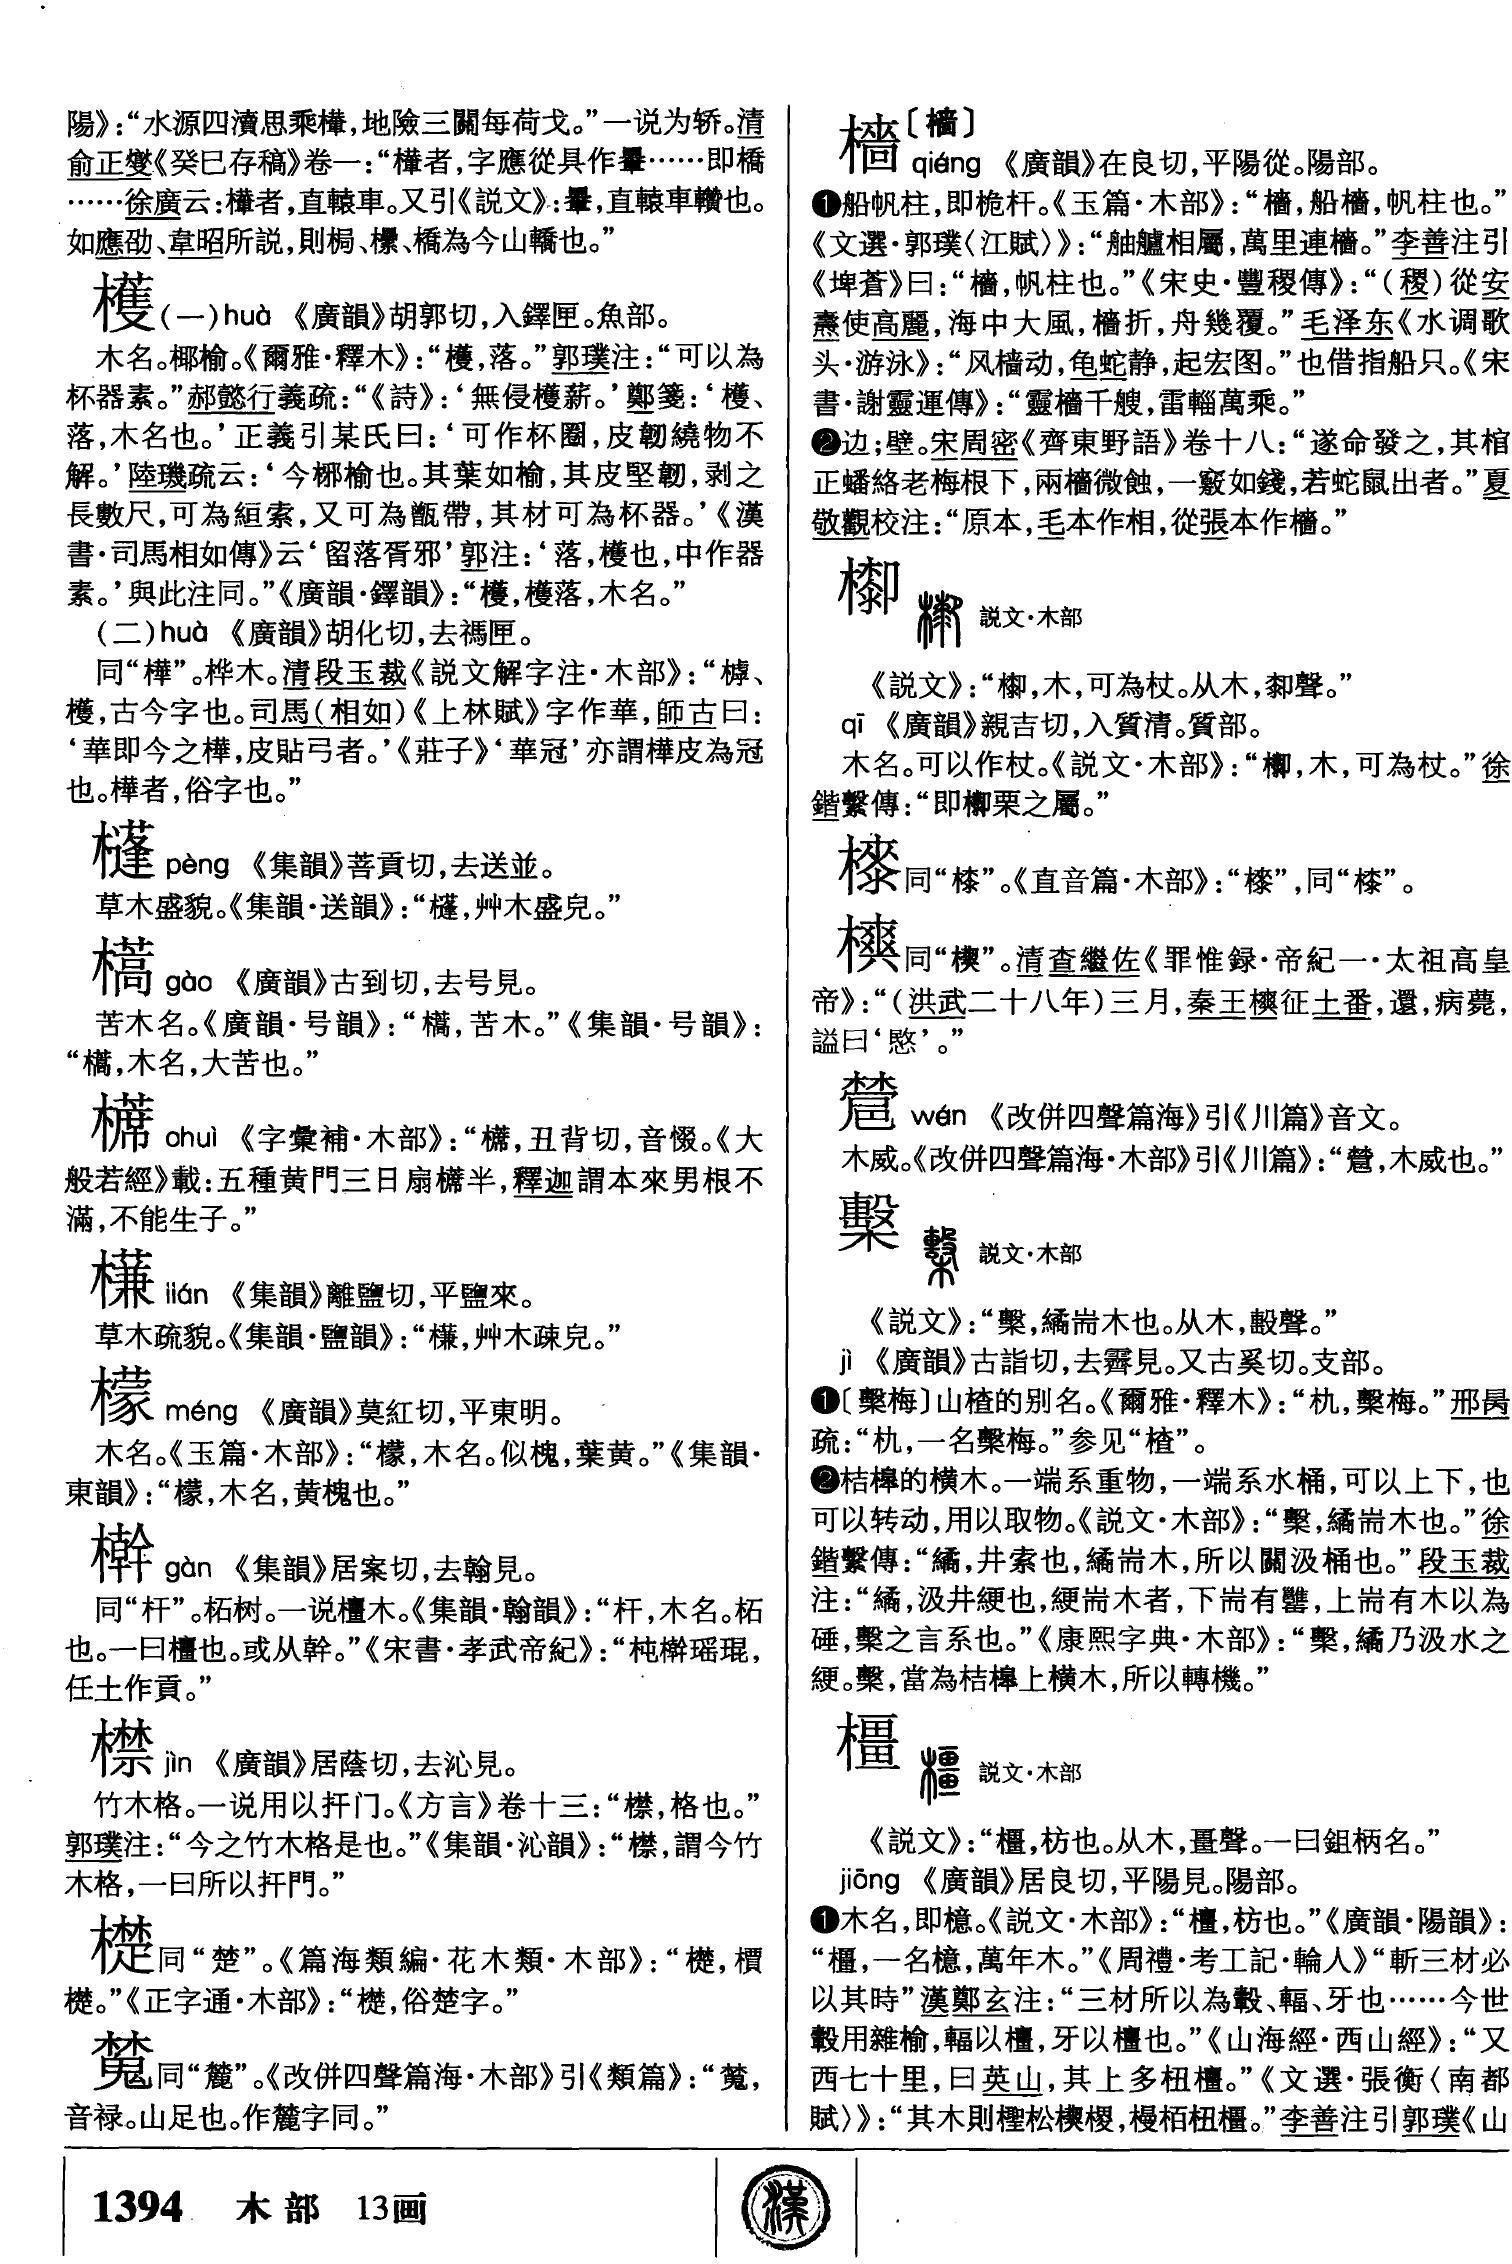 陽》：“水源四瀆思乘檋，地險三關每荷戈。”一说为轿。清
俞正燮《癸巳存稿》卷一：“檋者，字應從具作……即橋
……徐廣云：檋者，直轅車。又引《説文》：，直轅車也。
如應劭、韋昭所説，則梮、欙、橋為今山轎也。”
檴(一)huà 《廣韻》胡郭切，入鐸匣。魚部。
木名。椰榆。《爾雅·釋木》：“檴，落。”郭璞注：“可以為
杯器素。”郝懿行義疏：“《詩》：‘無侵檴薪。’鄭箋：‘檴、
落，木名也。’正義引某氏曰：‘可作杯圈，皮韌繞物不
解。’陸璣疏云：‘今梛榆也。其葉如榆，其皮堅韌，剥之
長數尺，可為絙索，又可為甑帶，其材可為杯器。’《漢
書·司馬相如傳》云‘留落胥邪’郭注：‘落，檴也，中作器
素。’與此注同。”《廣韻·鐸韻》：“檴，檴落，木名。”
(二)huà 《廣韻》胡化切，去禡匣。
同“樺”。桦木。清段玉裁《説文解字注·木部》：“樗、
檴，古今字也。司馬(相如)《上林賦》字作華，師古曰：
‘華即今之樺，皮貼弓者。’《莊子》‘華冠’亦謂樺皮為冠
也。樺者，俗字也。”
pèng 《集韻》菩貢切，去送並。
草木盛貌。《集韻·送韻》：“，艸木盛皃。”
gào 《廣韻》古到切，去号見。
苦木名。《廣韻·号韻》：“，苦木。”《集韻·号韻》：
“，木名，大苦也。”
chuì 《字彙補·木部》：“，丑背切，音惙。《大
般若經》載：五種黄門三日扇半，釋迦謂本來男根不
滿，不能生子。”
lián 《集韻》離鹽切，平鹽來。
草木疏貌。《集韻·鹽韻》：“，艸木疎皃。”
檬 méng 《廣韻》莫紅切，平東明。
木名。《玉篇·木部》：“檬，木名。似槐，葉黄。”《集韻·
東韻》：“檬，木名，黄槐也。”
檊 gàn 《集韻》居案切，去翰見。
同“杆”。柘树。一说檀木。《集韻·翰韻》：“杆，木名。柘
也。一曰檀也。或从幹。”《宋書·孝武帝紀》：“杶檊瑶琨，
任土作貢。”
檪 jìn 《廣韻》居蔭切，去沁見。
竹木格。一说用以扞门。《方言》卷十三：“㯲，格也。”
郭璞注：“今之竹木格是也。”《集韻·沁韻》：“㯲，謂今竹
木格，一曰所以扞門。”
檚同“楚”。《篇海類編·花木類·木部》：“檚，檟
檚。”《正字通·木部》：“檚，俗楚字。”
同“麓”。《改併四聲篇海·木部》引《類篇》：“，
音禄。山足也。作麓字同。”
檣〔樯〕
qiáng 《廣韻》在良切，平陽從。陽部。
❶船帆柱，即桅杆。《玉篇·木部》：“檣，船檣，帆柱也。”
《文選·郭璞〈江賦〉》：“舳艫相屬，萬里連檣。”李善注引
《埤蒼》曰：“檣，帆柱也。”《宋史·豐稷傳》：“(稷)從安
燾使高麗，海中大風，檣折，舟幾覆。”毛泽东《水调歌
头·游泳》：“风樯动，龟蛇静，起宏图。”也借指船只。《宋
書·謝靈運傳》：“靈檣千艘，雷輜萬乘。”
❷边；壁。宋周密《齊東野語》卷十八：“遂命發之，其棺
正蟠絡老梅根下，兩檣微蝕，一竅如錢，若蛇鼠出者。”夏
敬觀校注：“原本，毛本作相，從張本作檣。”
説文·木部
《説文》：“，木，可為杖。从木，聲。”
qī 《廣韻》親吉切，入質清。質部。
木名。可以作杖。《説文·木部》：“，木，可為杖。”徐
鍇繫傳：“即栗之屬。”
同“榛”。《直音篇·木部》：“”，同“”。
樉同“樉”。清查繼佐《罪惟録·帝紀一·太祖高皇
帝》：“(洪武二十八年)三月，秦王樉征土番，還，病薨，
謚曰‘愍’。”
wén 《改併四聲篇海》引《川篇》音文。
木威。《改併四聲篇海·木部》引《川篇》：“，木威也。”
檕 説文·木部
《説文》：“檕，繘耑木也。从木，毄聲。”
jì 《廣韻》古詣切，去霽見。又古奚切。支部。
❶〔檕梅〕山楂的别名。《爾雅·釋木》：“朹，檕梅。”邢昺
疏：“朹，一名檕梅。”参见“楂”。
❷桔槔的横木。一端系重物，一端系水桶，可以上下，也
可以转动，用以取物。《説文·木部》：“檕，繘耑木也。”徐
鍇繫傳：“繘，井索也，繘耑木，所以關汲桶也。”段玉裁
注：“繘，汲井綆也，綆耑木者，下耑有罋，上耑有木以為
硾，檕之言系也。”《康熙字典·木部》：“檕，繘乃汲水之
綆。檕，當為桔槔上横木，所以轉機。”
橿 説文·木部
《説文》：“橿，枋也。从木，畺聲。一曰鉏柄名。”
jiāng 《廣韻》居良切，平陽見。陽部。
❶木名，即檍。《説文·木部》：“橿，枋也。”《廣韻·陽韻》：
“橿，一名檍，萬年木。”《周禮·考工記·輪人》“斬三材必
以其時”漢鄭玄注：“三材所以為轂、輻、牙也……今世
轂用雜榆，輻以檀，牙以橿也。”《山海經·西山經》：“又
西七十里，曰英山，其上多杻橿。”《文選·張衡〈南都
賦〉》：“其木則檉松楔㮨，槾栢杻橿。”李善注引郭璞《山
1394 木部 13画
漢